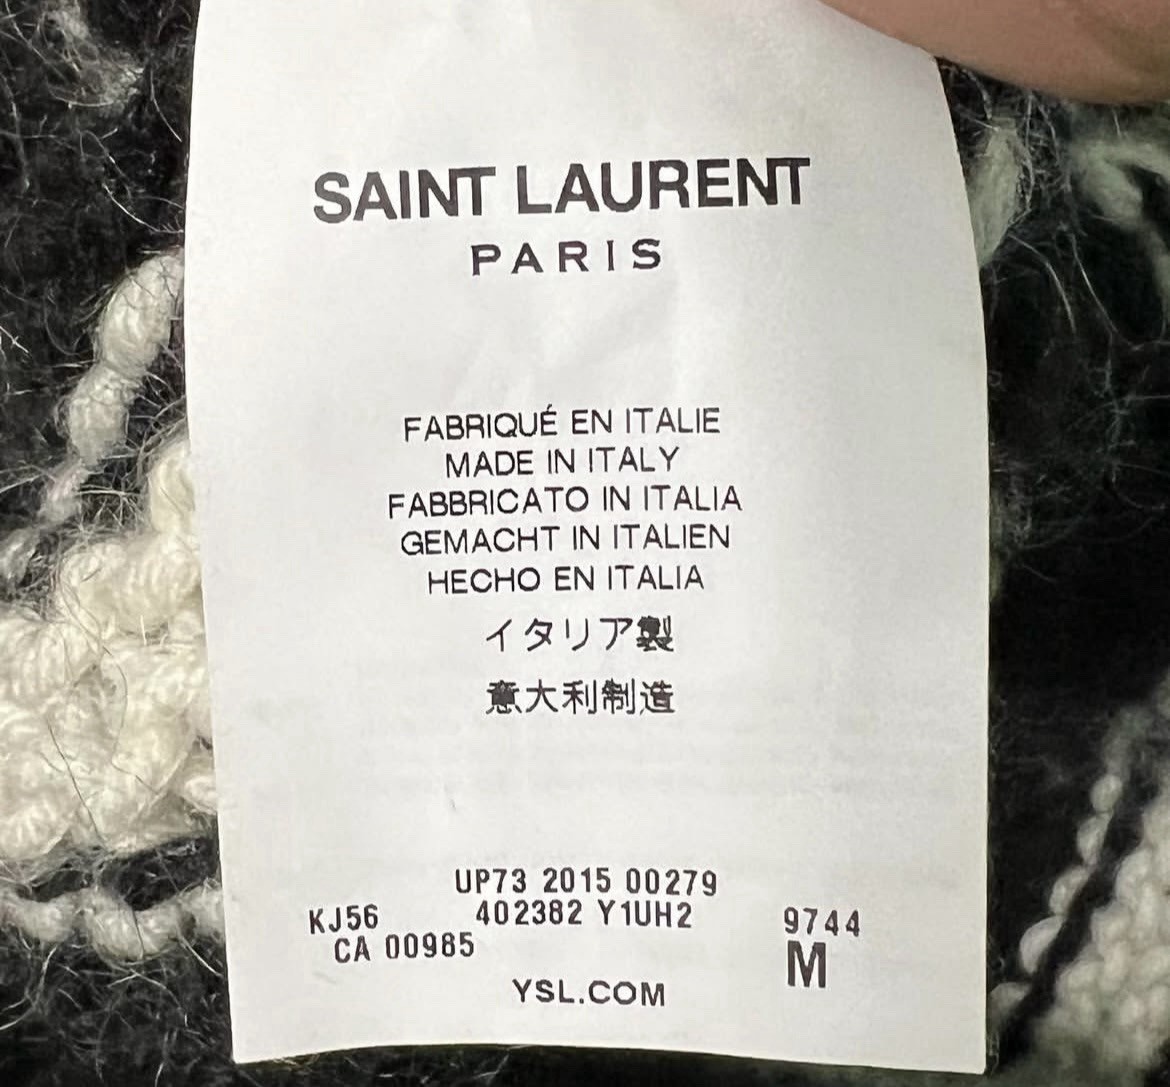 SAINT LAURENT
PARIS
FABRIQUÉ EN ITALIE
MADE IN ITALY
FABBRICATO IN ITALIA
GEMACHT IN ITALIEN
HECHO EN ITALIA
イタリア製
意大利制造
UP73 2015 00279
KJ56 402382 Y1UH2 9744
CA 00985 M
YSL.COM